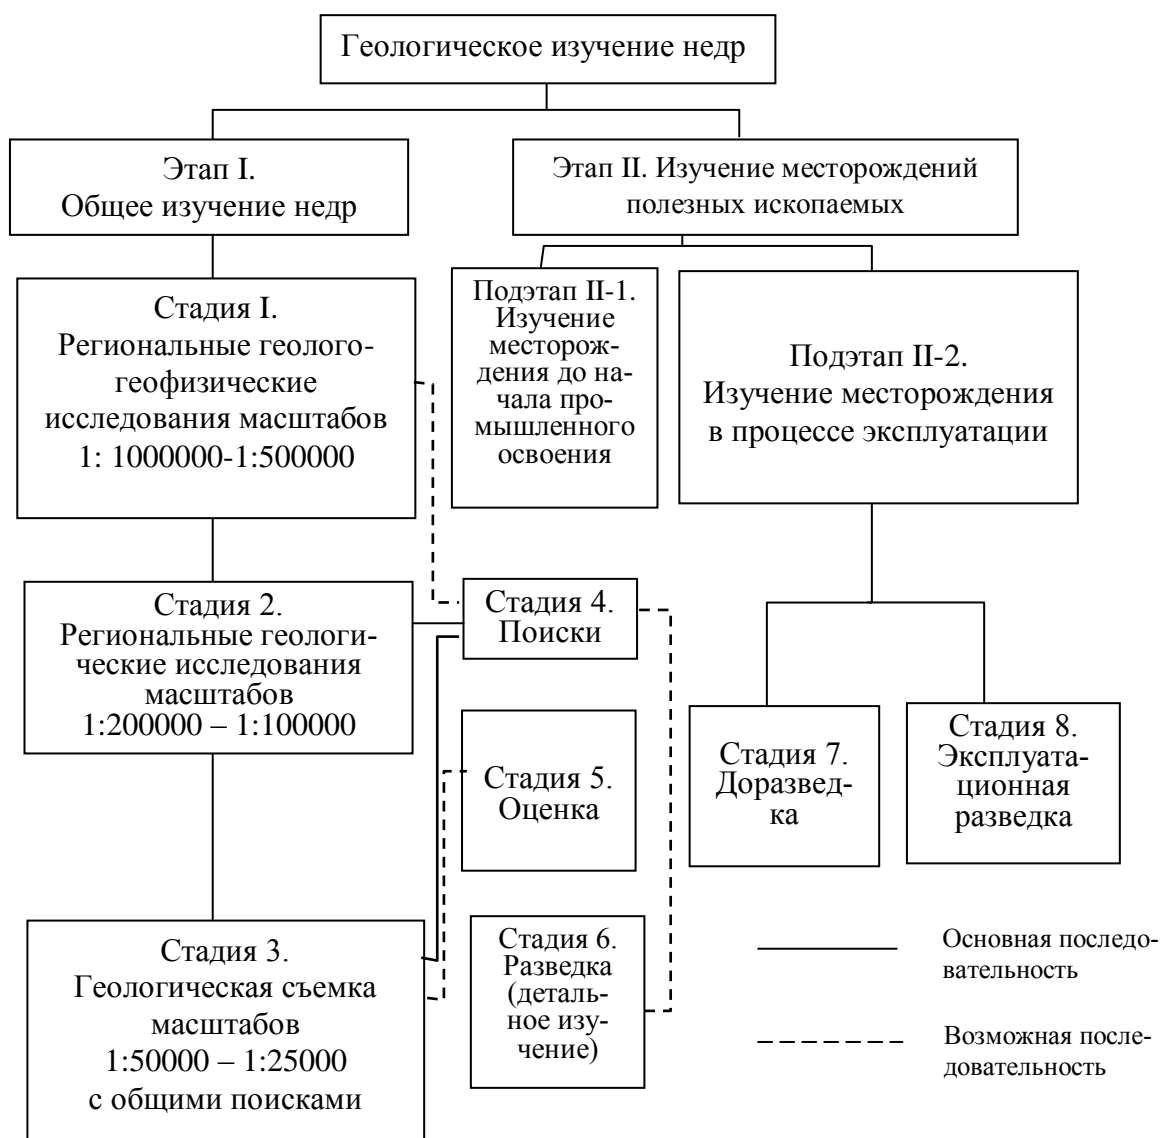 Геологическое изучение недр
Этап I.
Общее изучение недр
Этап II. Изучение месторождений
полезных ископаемых
Стадия I.
Региональные геолого-
геофизические
исследования масштабов
1: 1000000-1:500000
Подэтап II-1.
Изучение
месторож-
дения до на-
чала про-
мышленного
освоения
Подэтап II-2.
Изучение месторождения
в процессе эксплуатации
Стадия 2.
Региональные геологи-
ческие исследования
масштабов
1:200000 – 1:100000
Стадия 4.
Поиски
Стадия 5.
Оценка
Стадия 7.
Доразвед-
ка
Стадия 8.
Эксплуата-
ционная
разведка
Стадия 3.
Геологическая съемка
масштабов
1:50000 – 1:25000
с общими поисками
Стадия 6.
Разведка
(деталь-
ное изу-
чение)
Основная последо-
вательность
Возможная после-
довательность